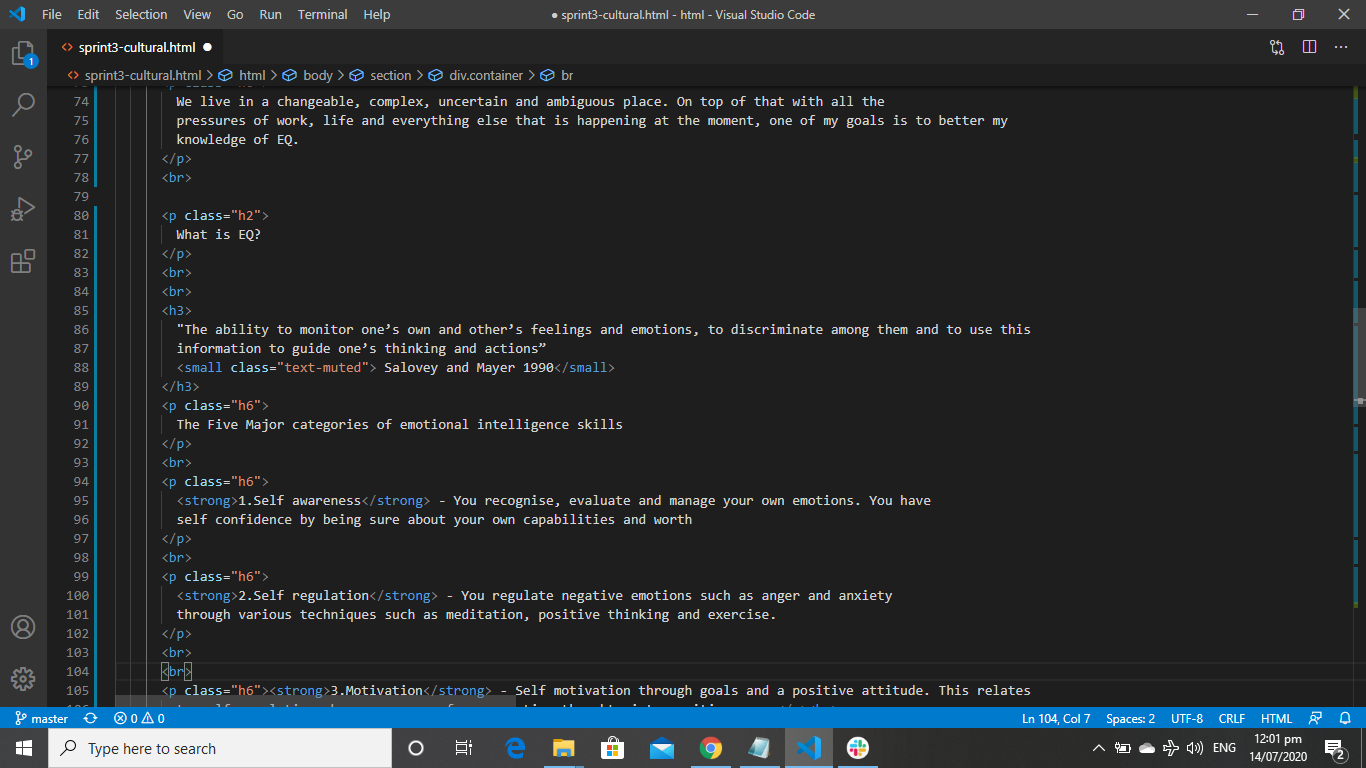 File Edit Selection View Go Run Terminal Help
● sprint3-cultural.html - html - Visual Studio Code
<> sprint3-cultural.html ●
<> sprint3-cultural.html > html > body > section > div.container > br
74 We live in a changeable, complex, uncertain and ambiguous place. On top of that with all the
75 pressures of work, life and everything else that is happening at the moment, one of my goals is to better my
76 knowledge of EQ.
77 </p>
78 <br>
79
80 <p class="h2">
81 What is EQ?
82 </p>
83 <br>
84 <br>
85 <h3>
86 "The ability to monitor one’s own and other’s feelings and emotions, to discriminate among them and to use this
87 information to guide one’s thinking and actions”
88 <small class="text-muted"> Salovey and Mayer 1990</small>
89 </h3>
90 <p class="h6">
91 The Five Major categories of emotional intelligence skills
92 </p>
93 <br>
94 <p class="h6">
95 <strong>1.Self awareness</strong> - You recognise, evaluate and manage your own emotions. You have
96 self confidence by being sure about your own capabilities and worth
97 </p>
98 <br>
99 <p class="h6">
100 <strong>2.Self regulation</strong> - You regulate negative emotions such as anger and anxiety
101 through various techniques such as meditation, positive thinking and exercise.
102 </p>
103 <br>
104 <br>
105 <p class="h6"><strong>3.Motivation</strong> - Self motivation through goals and a positive attitude. This relates
1
master 0 0 Ln 104, Col 7 Spaces: 2 UTF-8 CRLF HTML
Type here to search
ENG
12:01 pm
14/07/2020
2